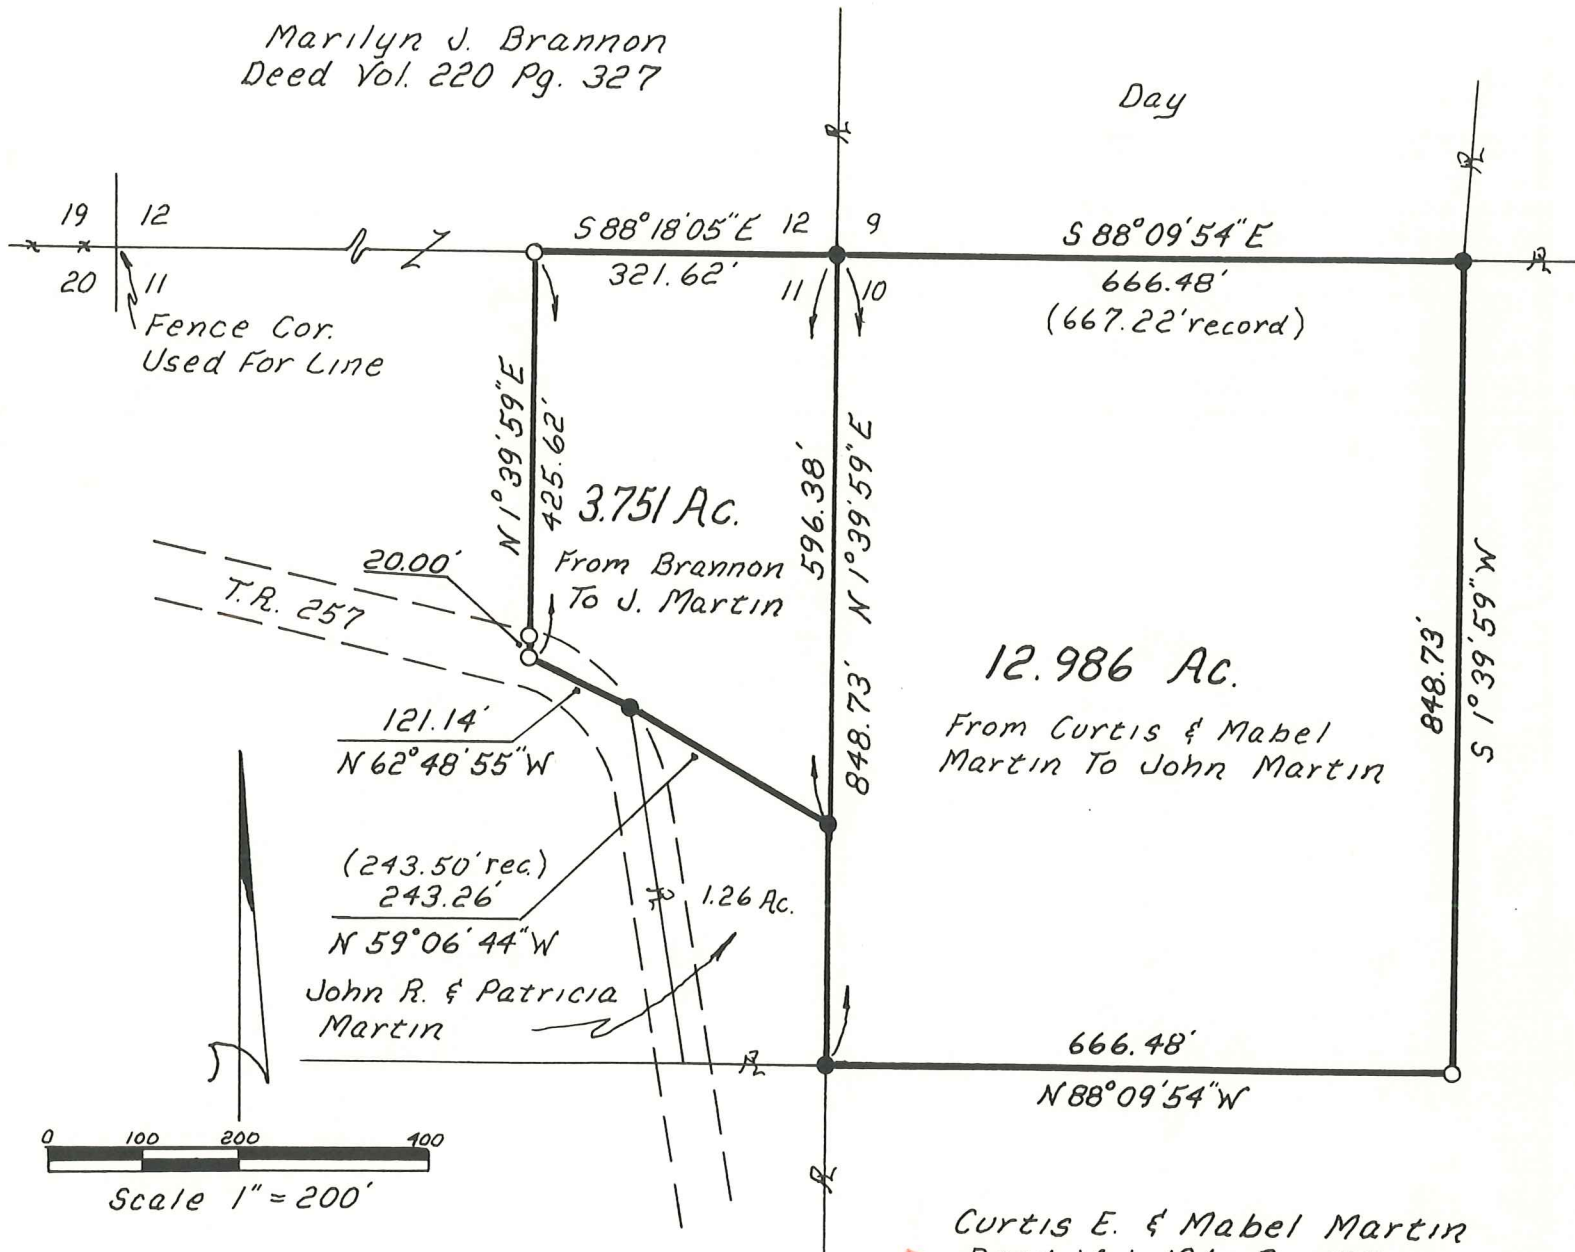 Marilyn J. Brannon
Deed Vol. 220 Pg. 327
Day
19 12
20 11
Fence Cor.
Used For Line
S 88° 18' 05" E
321.62'
12 9
11 10
S 88° 09' 54" E
666.48'
(667.22' record)
N 1° 39' 59" E
425.62'
3.751 Ac.
From Brannon
To J. Martin
596.38'
N 1° 39' 59" E
848.73'
20.00'
T.R. 257
12.986 Ac.
From Curtis & Mabel
Martin To John Martin
848.73'
S 1° 39' 59" W
121.14'
N 62° 48' 55" W
(243.50' rec.)
243.26'
N 59° 06' 44" W
1.26 Ac.
John R. & Patricia
Martin
666.48'
N 88° 09' 54" W
0 100 200 400
Scale 1" = 200'
Curtis E. & Mabel Martin